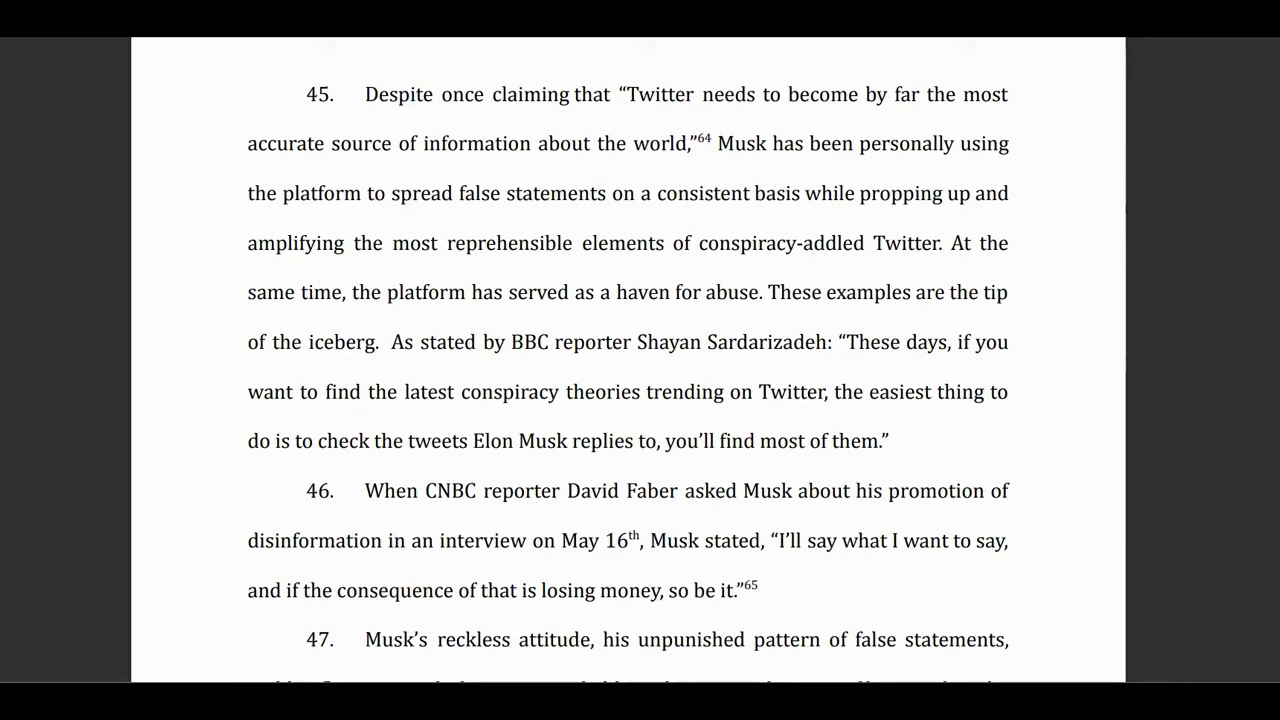 45. Despite once claiming that “Twitter needs to become by far the most
accurate source of information about the world,”64 Musk has been personally using
the platform to spread false statements on a consistent basis while propping up and
amplifying the most reprehensible elements of conspiracy-addled Twitter. At the
same time, the platform has served as a haven for abuse. These examples are the tip
of the iceberg. As stated by BBC reporter Shayan Sardarizadeh: “These days, if you
want to find the latest conspiracy theories trending on Twitter, the easiest thing to
do is to check the tweets Elon Musk replies to, you’ll find most of them.”
46. When CNBC reporter David Faber asked Musk about his promotion of
disinformation in an interview on May 16th, Musk stated, “I’ll say what I want to say,
and if the consequence of that is losing money, so be it.”65
47. Musk’s reckless attitude, his unpunished pattern of false statements,